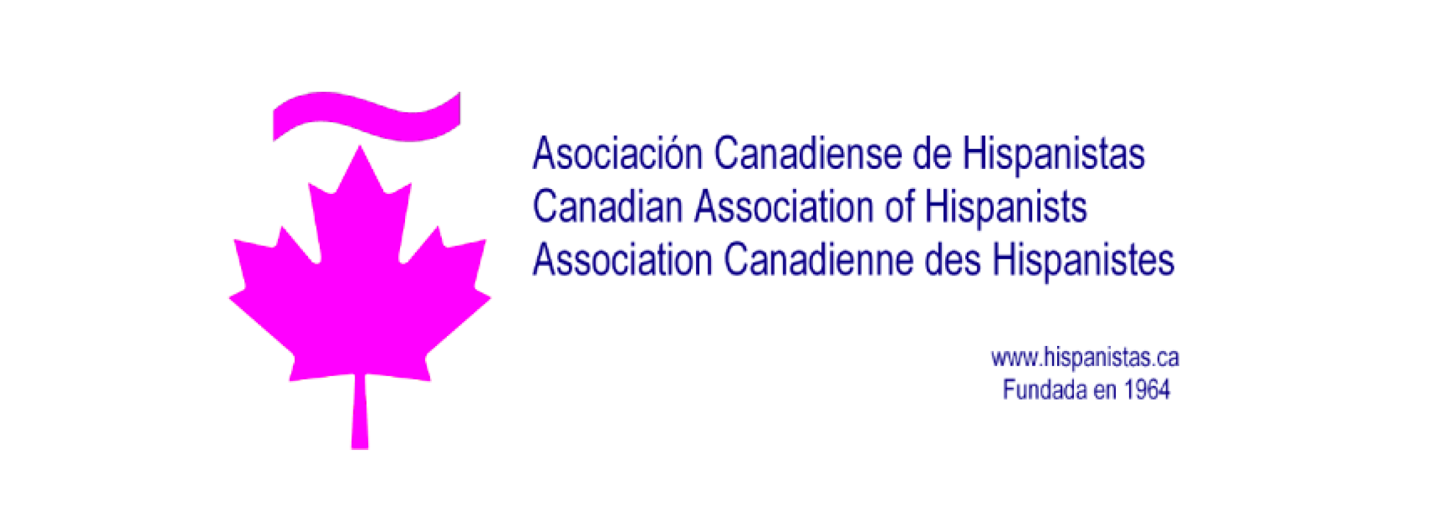 Asociación Canadiense de Hispanistas
Canadian Association of Hispanists
Association Canadienne des Hispanistes
www.hispanistas.ca
Fundada en 1964